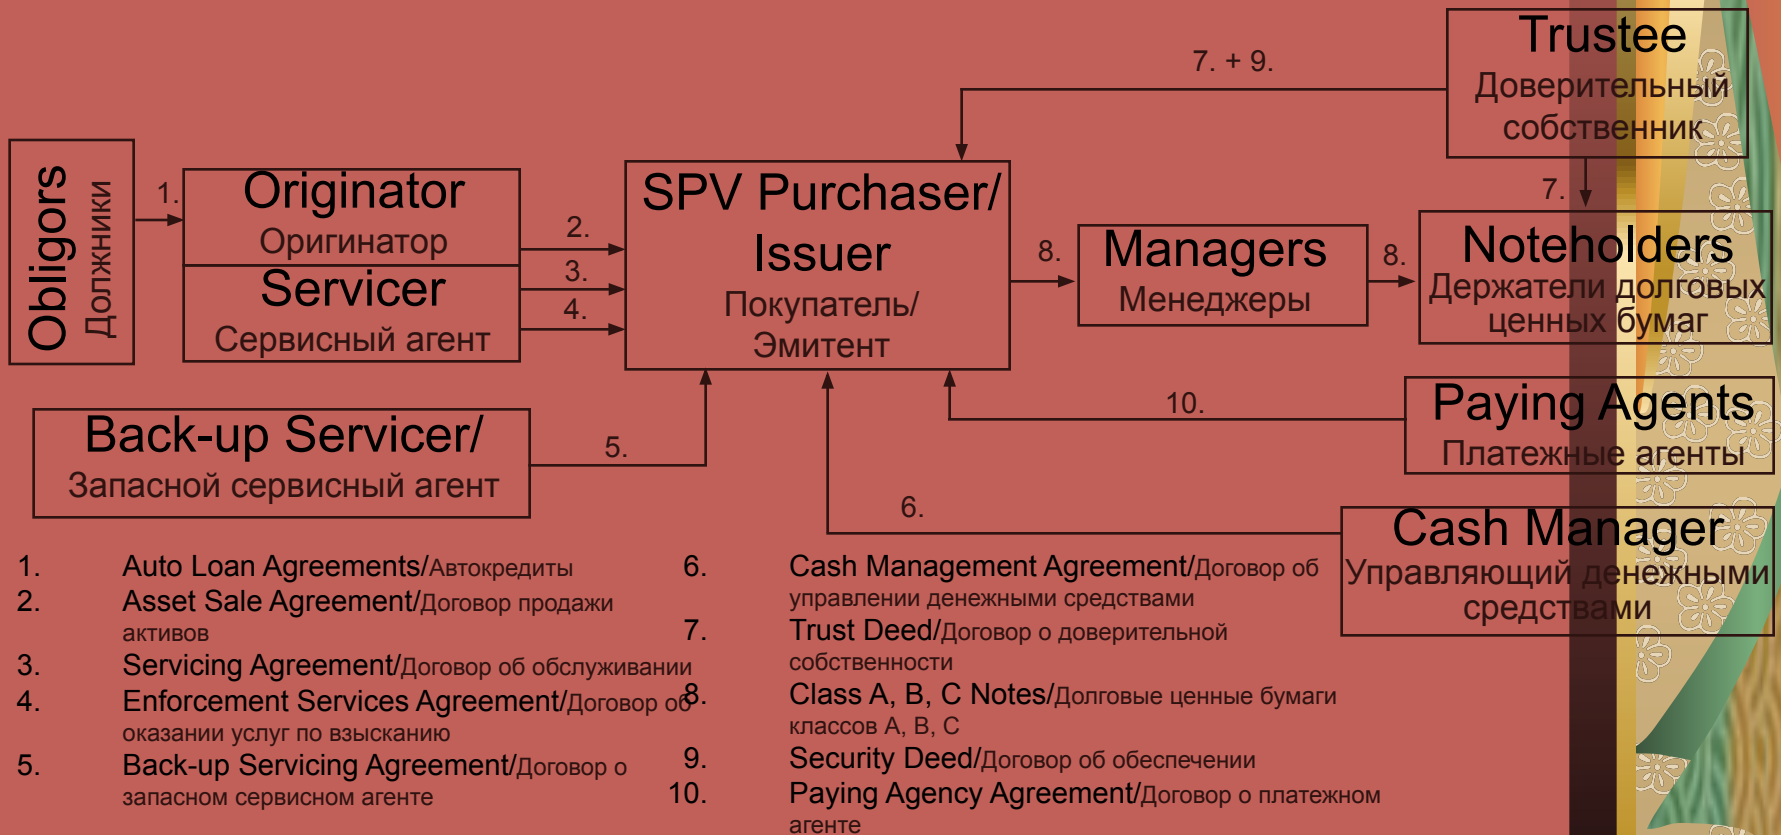 Trustee
Доверительный
собственник
7. + 9.
7.
Obligors
Должники
1.
Originator
Оригинатор
Servicer
Сервисный агент
2.
3.
4.
SPV Purchaser/
Issuer
Покупатель/
Эмитент
8.
Managers
Менеджеры
8.
Noteholders
Держатели долговых
ценных бумаг
Back-up Servicer/
Запасной сервисный агент
5.
10.
Paying Agents
Платежные агенты
6.
Cash Manager
Управляющий денежными
средствами
1. Auto Loan Agreements/Автокредиты
2. Asset Sale Agreement/Договор продажи
активов
3. Servicing Agreement/Договор об обслуживании
4. Enforcement Services Agreement/Договор об
оказании услуг по взысканию
5. Back-up Servicing Agreement/Договор о
запасном сервисном агенте
6. Cash Management Agreement/Договор об
управлении денежными средствами
7. Trust Deed/Договор о доверительной
собственности
8. Class A, B, C Notes/Долговые ценные бумаги
классов А, В, С
9. Security Deed/Договор об обеспечении
10. Paying Agency Agreement/Договор о платежном
агенте